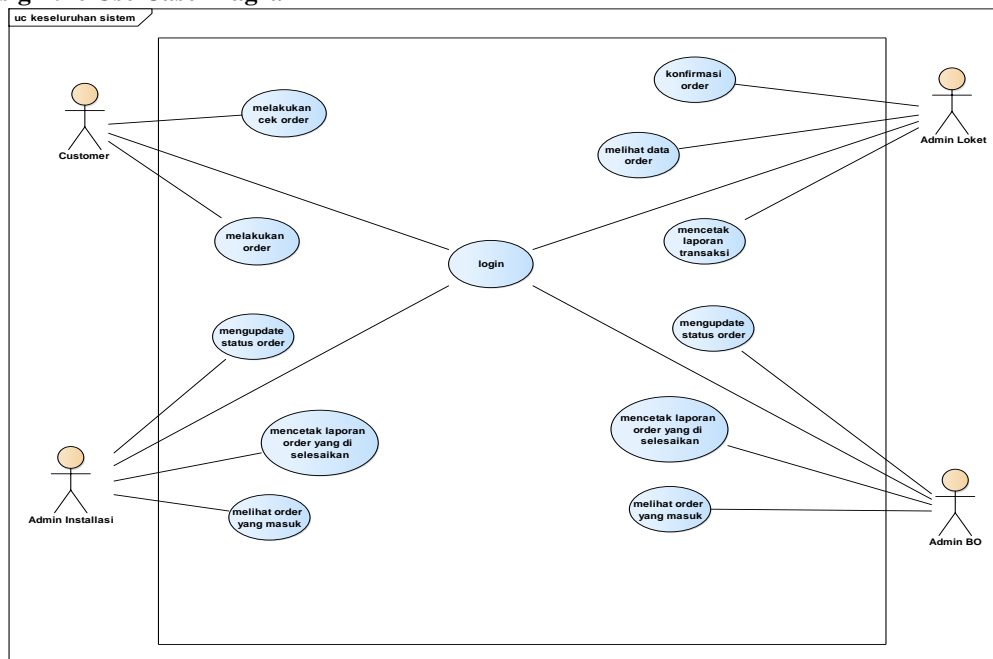 uc keseluruhan sistem
Customer
melakukan
cek order
melakukan
order
konfirmasi
order
Admin Loket
melihat data
order
mencetak
laporan
transaksi
login
mengupdate
status order
mencetak laporan
order yang di
selesaikan
melihat order
yang masuk
Admin Installasi
mengupdate
status order
mencetak laporan
order yang di
selesaikan
melihat order
yang masuk
Admin BO